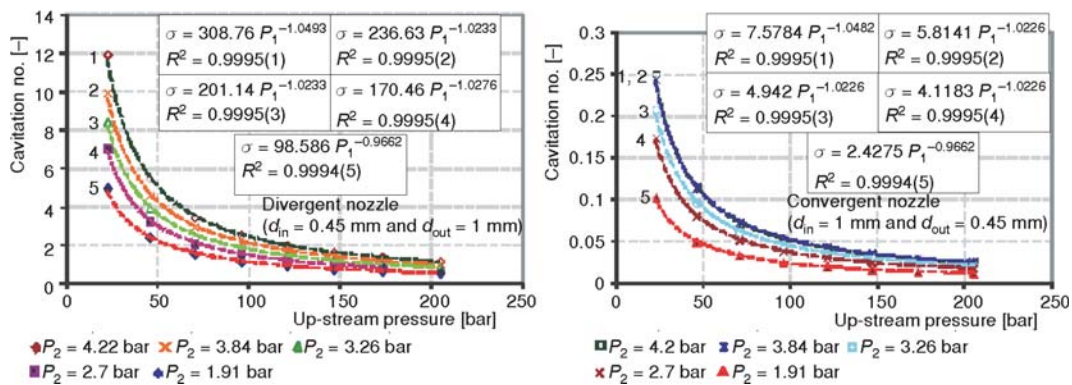 Cavitation no. [–]
14
12
10
8
6
4
2
0
σ = 308.76 P₁^−1.0493
R² = 0.9995(1)
σ = 236.63 P₁^−1.0233
R² = 0.9995(2)
σ = 201.14 P₁^−1.0233
R² = 0.9995(3)
σ = 170.46 P₁^−1.0276
R² = 0.9995(4)
σ = 98.586 P₁^−0.9662
R² = 0.9994(5)
1
2
3
4
5
Divergent nozzle
(d_in = 0.45 mm and d_out = 1 mm)
0 50 100 150 200 250
Up-stream pressure [bar]
P₂ = 4.22 bar P₂ = 3.84 bar P₂ = 3.26 bar
P₂ = 2.7 bar P₂ = 1.91 bar
Cavitation no. [–]
0.3
0.25
0.20
0.15
0.1
0.05
0
σ = 7.5784 P₁^−1.0482
R² = 0.9995(1)
σ = 5.8141 P₁^−1.0226
R² = 0.9995(2)
σ = 4.942 P₁^−1.0226
R² = 0.9995(3)
σ = 4.1183 P₁^−1.0226
R² = 0.9995(4)
σ = 2.4275 P₁^−0.9662
R² = 0.9994(5)
1, 2
3
4
5
Convergent nozzle
(d_in = 1 mm and d_out = 0.45 mm)
0 50 100 150 200 250
Up-stream pressure [bar]
P₂ = 4.2 bar P₂ = 3.84 bar P₂ = 3.26 bar
P₂ = 2.7 bar P₂ = 1.91 bar